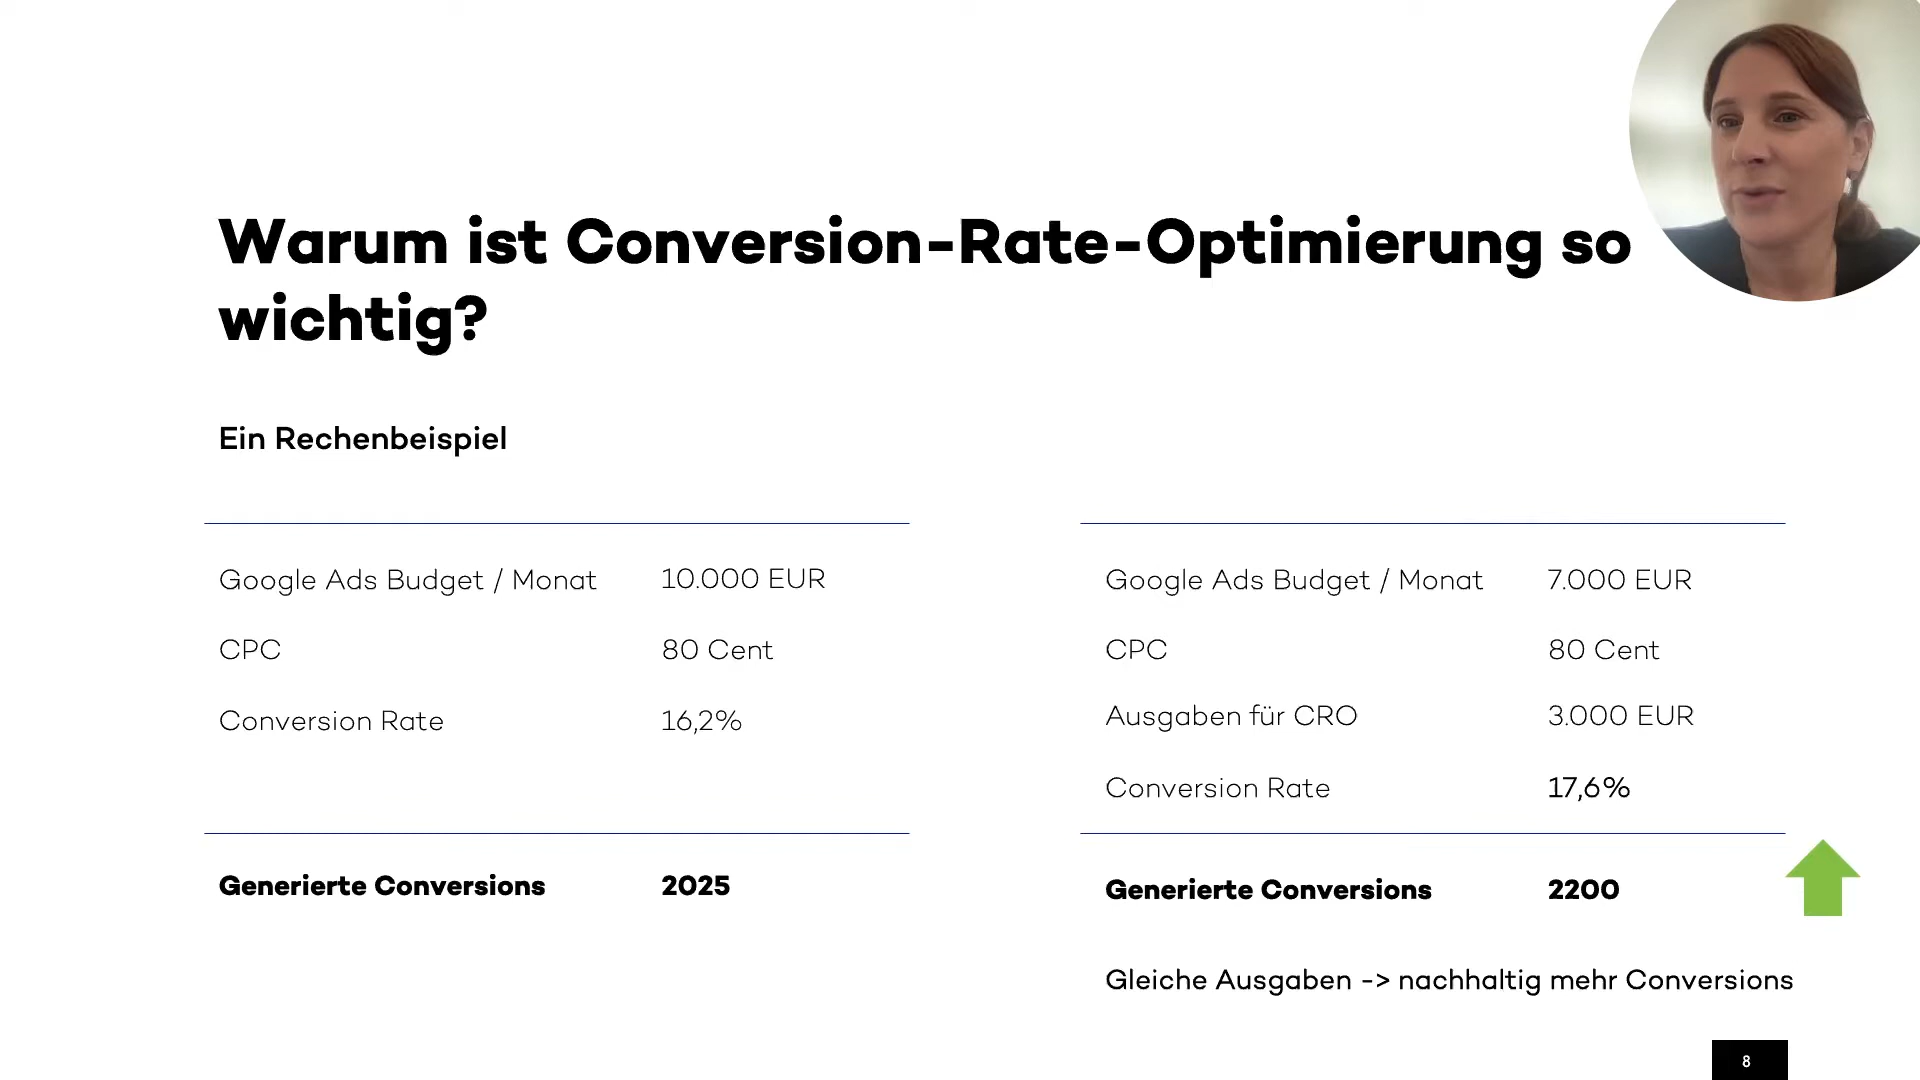 Warum ist Conversion-Rate-Optimierung so
wichtig?
Ein Rechenbeispiel
Google Ads Budget / Monat 10.000 EUR
CPC 80 Cent
Conversion Rate 16,2%
Generierte Conversions 2025
Google Ads Budget / Monat 7.000 EUR
CPC 80 Cent
Ausgaben für CRO 3.000 EUR
Conversion Rate 17,6%
Generierte Conversions 2200
Gleiche Ausgaben -> nachhaltig mehr Conversions
8